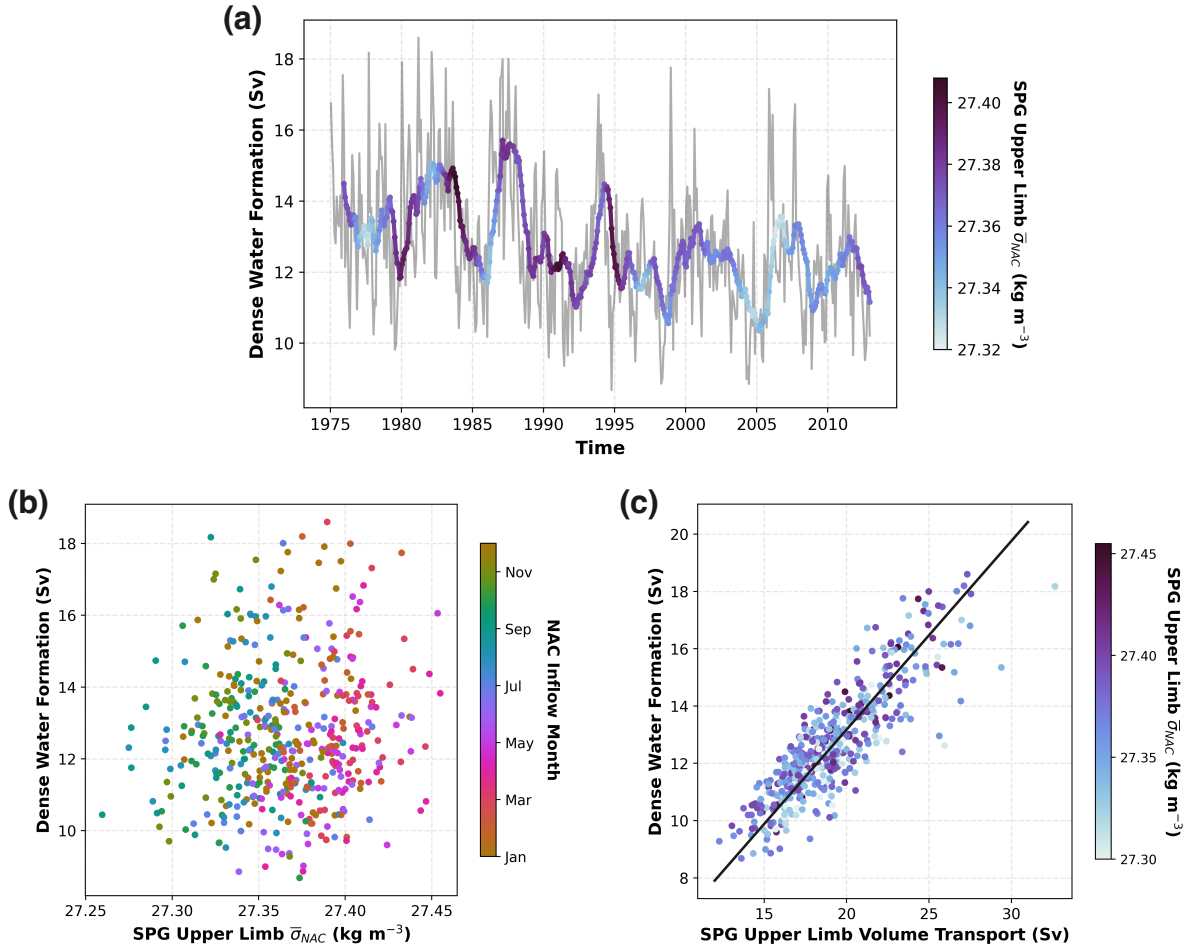 (a)
Dense Water Formation (Sv)
18
16
14
12
10
1975 1980 1985 1990 1995 2000 2005 2010
Time
27.40
27.38
27.36
27.34
27.32
SPG Upper Limb σ̅_NAC (kg m⁻³)
(b)
Dense Water Formation (Sv)
18
16
14
12
10
27.25 27.30 27.35 27.40 27.45
SPG Upper Limb σ̅_NAC (kg m⁻³)
Nov
Sep
Jul
May
Mar
Jan
NAC Inflow Month
(c)
Dense Water Formation (Sv)
20
18
16
14
12
10
8
15 20 25 30
SPG Upper Limb Volume Transport (Sv)
27.45
27.40
27.35
27.30
SPG Upper Limb σ̅_NAC (kg m⁻³)